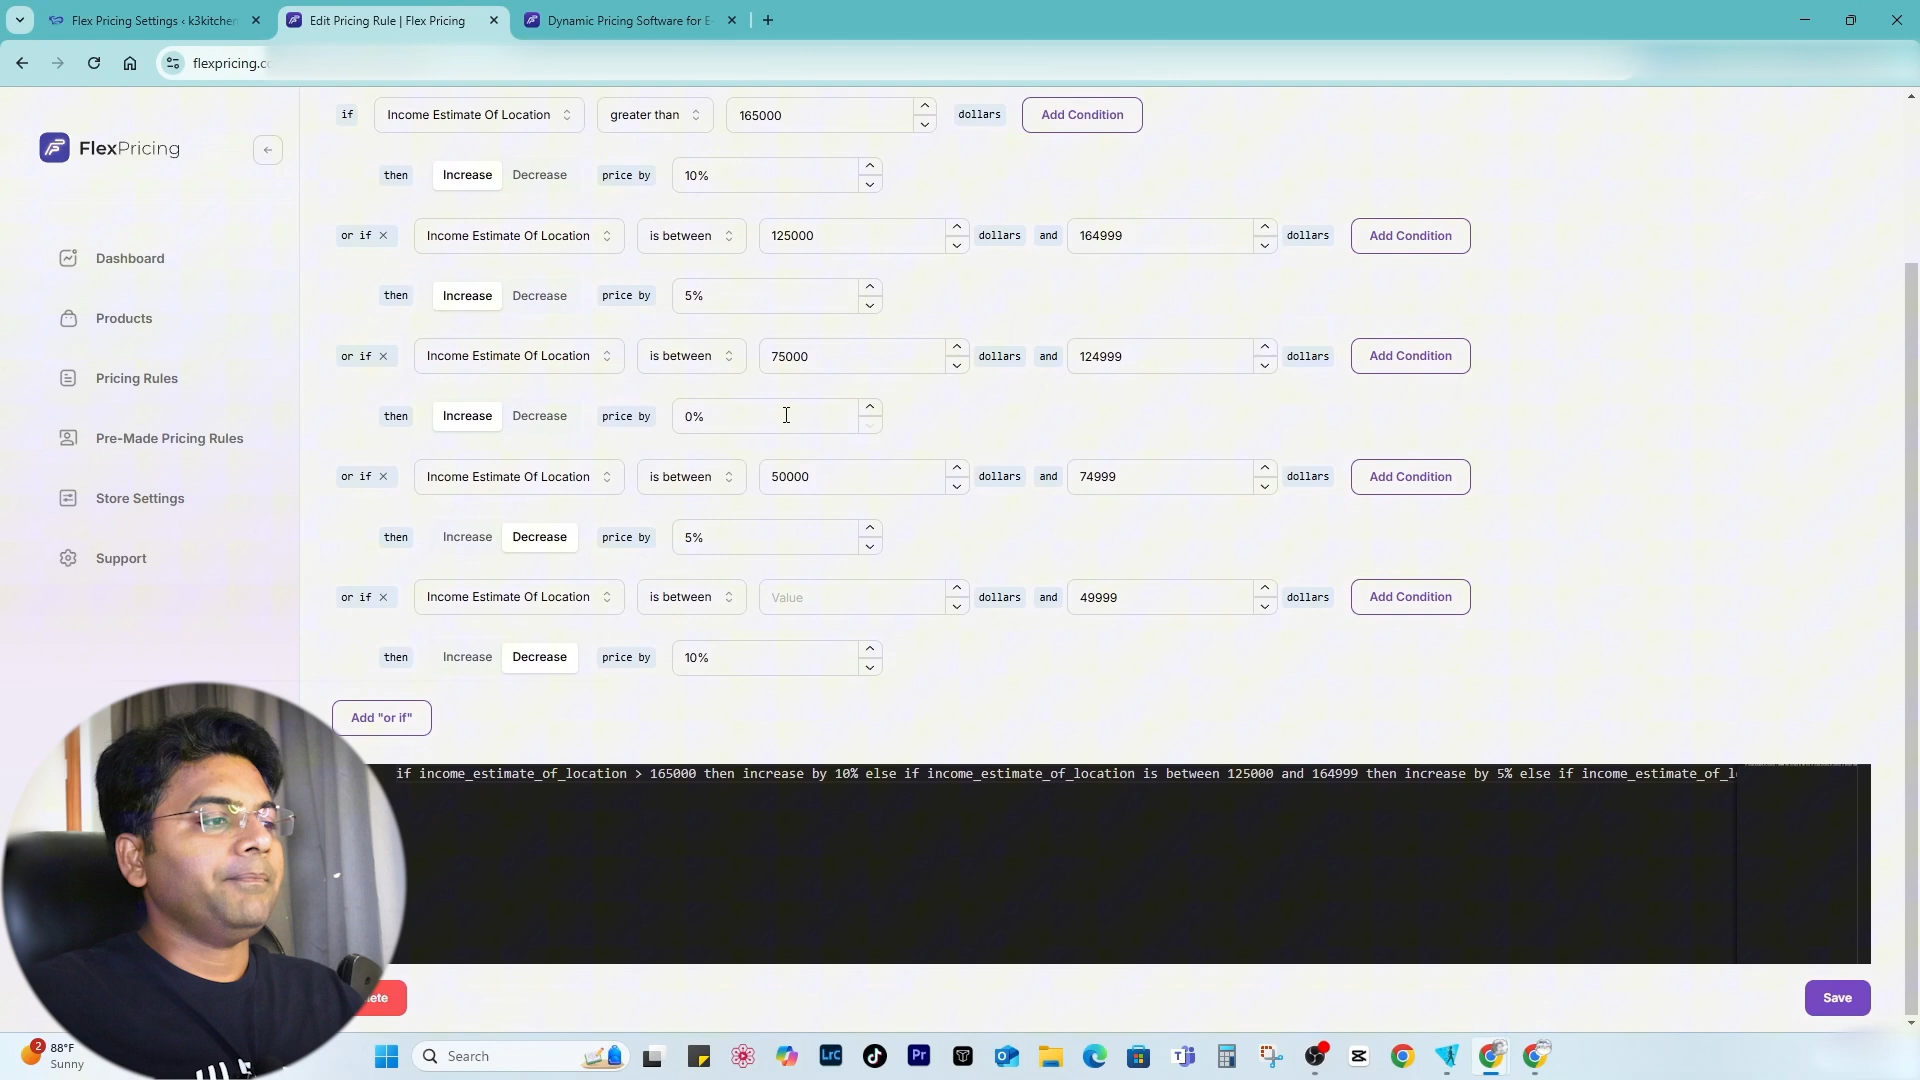 Flex Pricing Settings ‹ k3kitchen
Edit Pricing Rule | Flex Pricing
Dynamic Pricing Software for E-
flexpricing.co
if Income Estimate Of Location greater than 165000 dollars Add Condition
FlexPricing
then Increase Decrease price by 10%
or if × Income Estimate Of Location is between 125000 dollars and 164999 dollars Add Condition
Dashboard
then Increase Decrease price by 5%
Products
or if × Income Estimate Of Location is between 75000 dollars and 124999 dollars Add Condition
Pricing Rules
then Increase Decrease price by 0%
Pre-Made Pricing Rules
or if × Income Estimate Of Location is between 50000 dollars and 74999 dollars Add Condition
Store Settings
then Increase Decrease price by 5%
Support
or if × Income Estimate Of Location is between Value dollars and 49999 dollars Add Condition
then Increase Decrease price by 10%
Add "or if"
if income_estimate_of_location > 165000 then increase by 10% else if income_estimate_of_location is between 125000 and 164999 then increase by 5% else if income_estimate_of_l
ete
Save
2
88°F
Sunny
Search
LrC
Pr